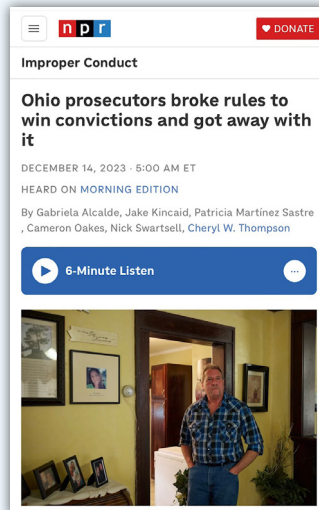 npr
DONATE
Improper Conduct
Ohio prosecutors broke rules to
win convictions and got away with
it
DECEMBER 14, 2023 · 5:00 AM ET
HEARD ON MORNING EDITION
By Gabriela Alcalde, Jake Kincaid, Patricia Martínez Sastre
, Cameron Oakes, Nick Swartsell, Cheryl W. Thompson
6-Minute Listen